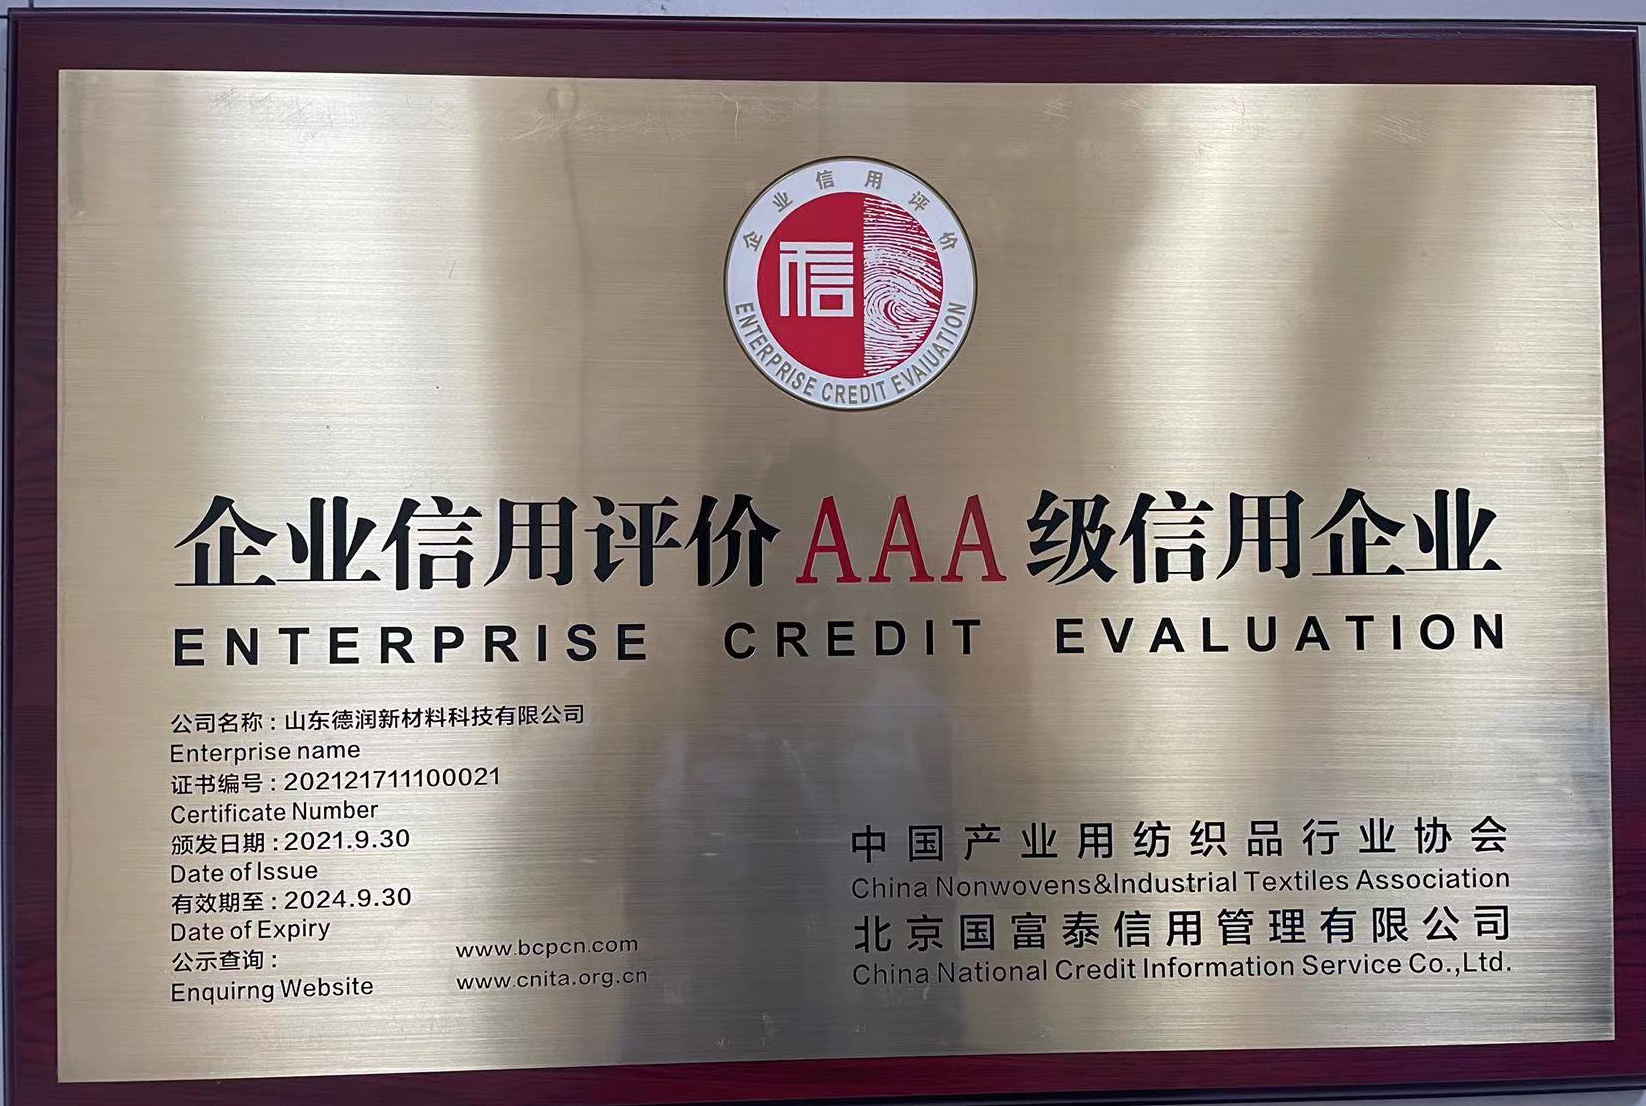 企业信用评价
信
ENTERPRISE CREDIT EVAIUATION
企业信用评价AAA级信用企业
ENTERPRISE CREDIT EVALUATION
公司名称：山东德润新材料科技有限公司
Enterprise name
证书编号：202121711100021
Certificate Number
颁发日期：2021.9.30
Date of Issue
有效期至：2024.9.30
Date of Expiry
公示查询：
www.bcpcn.com
Enquirng Website
www.cnita.org.cn
中国产业用纺织品行业协会
China Nonwovens&Industrial Textiles Association
北京国富泰信用管理有限公司
China National Credit Information Service Co.,Ltd.